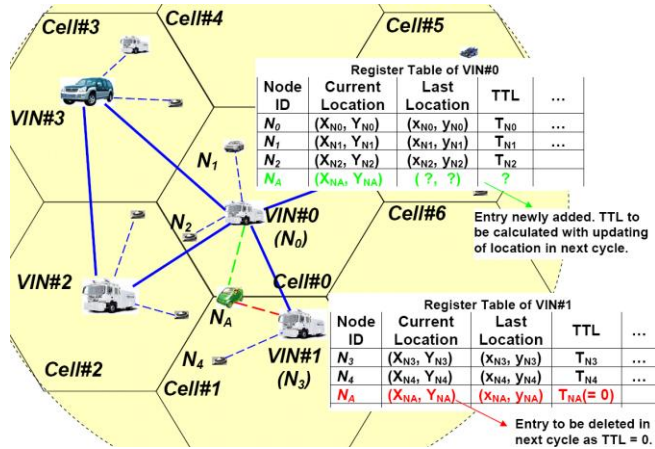 Cell#3
Cell#4
Cell#5
VIN#3
N1
Register Table of VIN#0
Node ID Current Location Last Location TTL ...
N0 (XN0, YN0) (xN0, yN0) TN0 ...
N1 (XN1, YN1) (xN1, yN1) TN1 ...
N2 (XN2, YN2) (xN2, yN2) TN2
NA (XNA, YNA) ( ?, ?) ?
Entry newly added. TTL to
be calculated with updating
of location in next cycle.
N2
VIN#0
(N0)
Cell#6
VIN#2
Cell#0
NA
N4
VIN#1
(N3)
Cell#2
Cell#1
Register Table of VIN#1
Node ID Current Location Last Location TTL ...
N3 (XN3, YN3) (xN3, yN3) TN3 ...
N4 (XN4, YN4) (xN4, yN4) TN4 ...
NA (XNA, YNA) (xNA, yNA) TNA(= 0)
Entry to be deleted in
next cycle as TTL = 0.